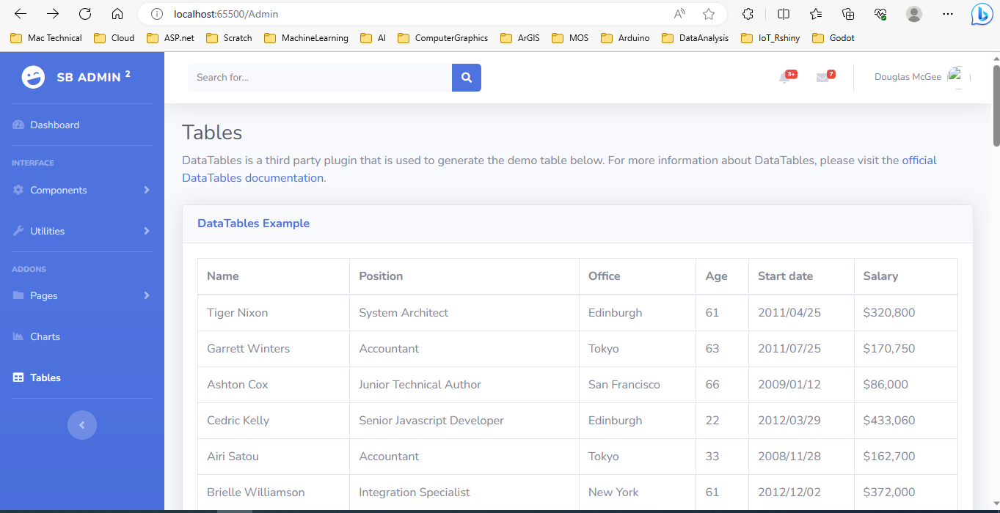 localhost:65500/Admin
Mac Technical Cloud ASP.net Scratch MachineLearning AI ComputerGraphics ArGIS MOS Arduino DataAnalysis IoT_Rshiny Godot
SB ADMIN 2
Search for...
3+
7
Douglas McGee
Dashboard
INTERFACE
Components
Utilities
ADDONS
Pages
Charts
Tables
Tables
DataTables is a third party plugin that is used to generate the demo table below. For more information about DataTables, please visit the official
DataTables documentation.
DataTables Example
Name Position Office Age Start date Salary
Tiger Nixon System Architect Edinburgh 61 2011/04/25 $320,800
Garrett Winters Accountant Tokyo 63 2011/07/25 $170,750
Ashton Cox Junior Technical Author San Francisco 66 2009/01/12 $86,000
Cedric Kelly Senior Javascript Developer Edinburgh 22 2012/03/29 $433,060
Airi Satou Accountant Tokyo 33 2008/11/28 $162,700
Brielle Williamson Integration Specialist New York 61 2012/12/02 $372,000